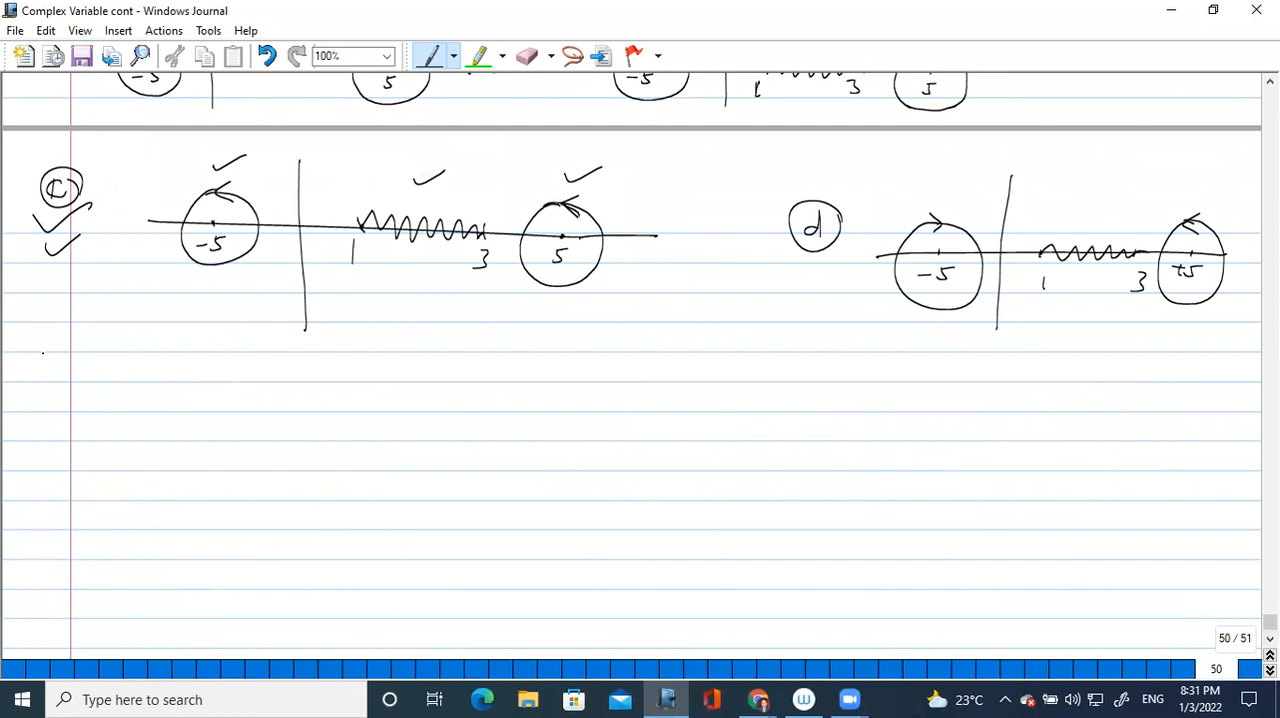 Complex Variable cont - Windows Journal
File Edit View Insert Actions Tools Help
100%
-5 5 -5 1 3 5
C
-5 1 3 5
d
-5 1 3 +5
50 / 51
50
Type here to search
23°C ENG 8:31 PM
1/3/2022